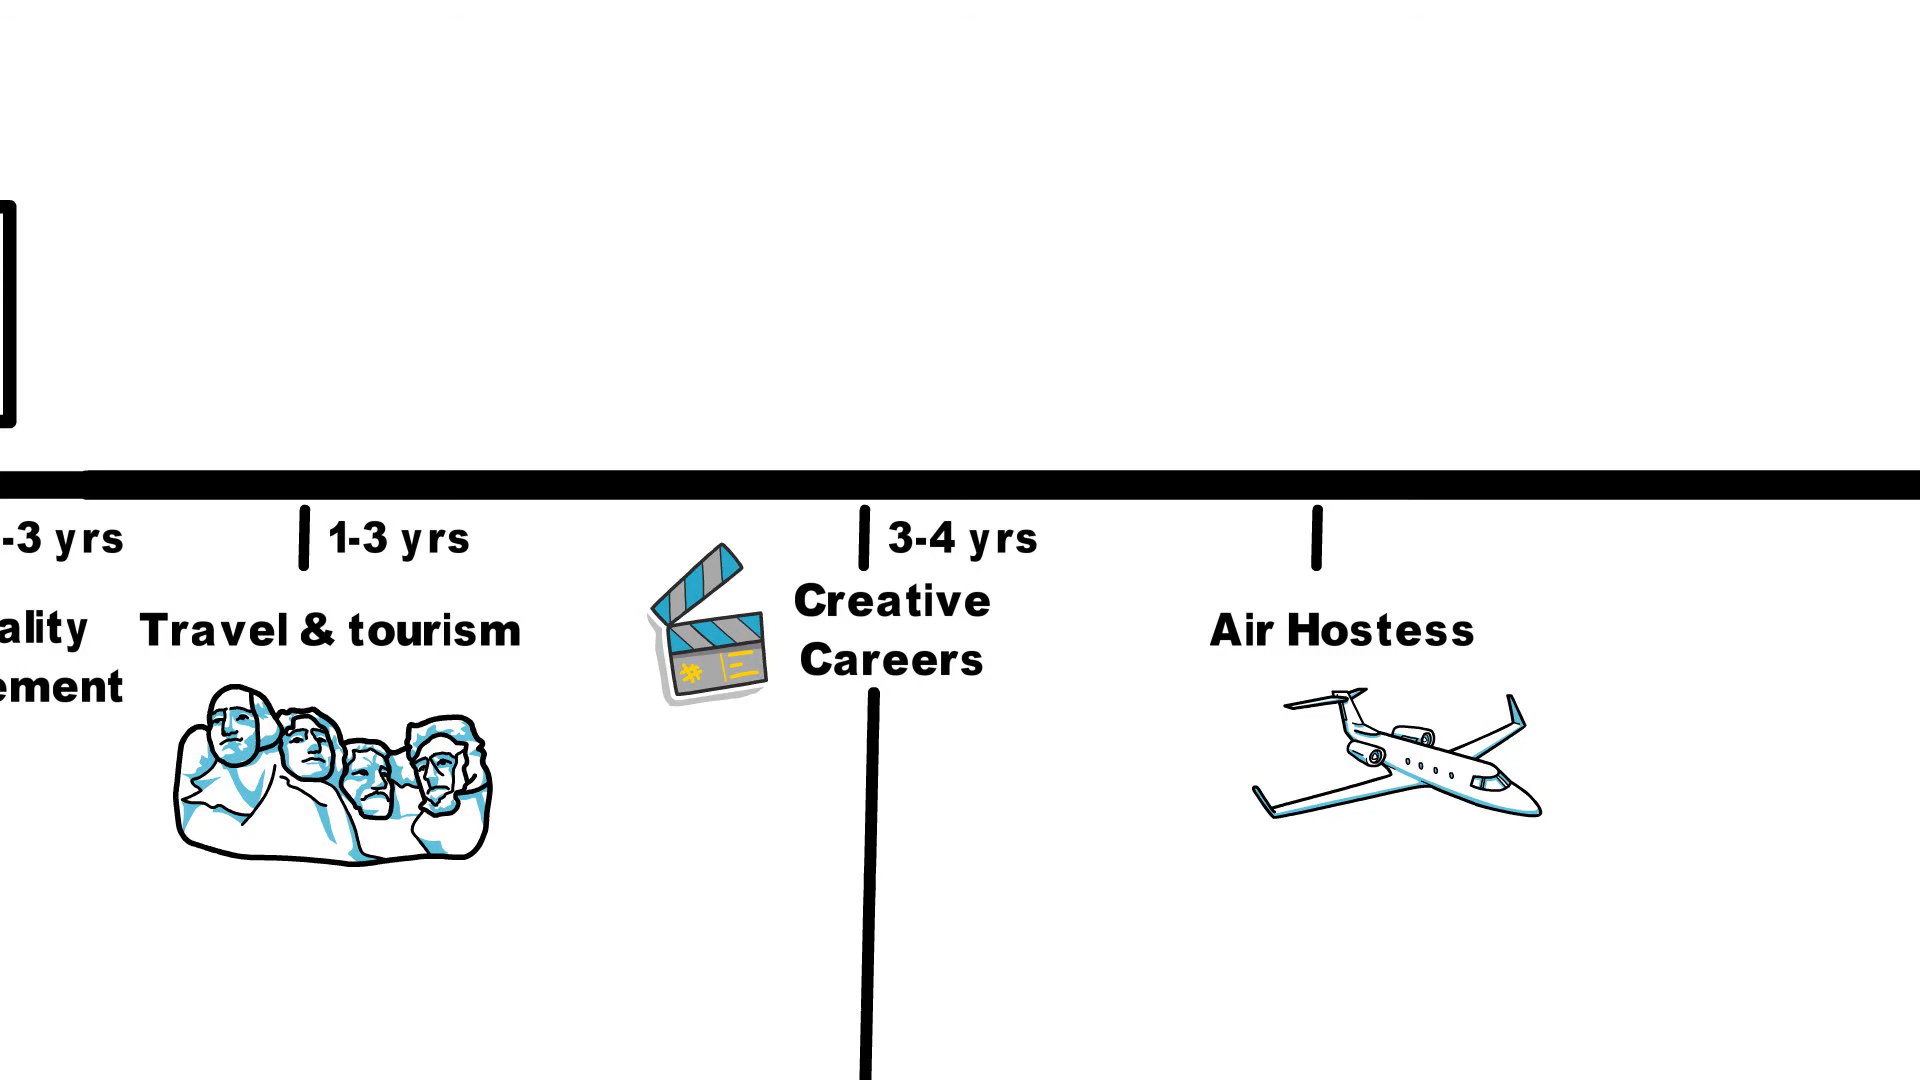 -3 yrs
1-3 yrs
3-4 yrs
ality
ement
Travel & tourism
Creative
Careers
Air Hostess